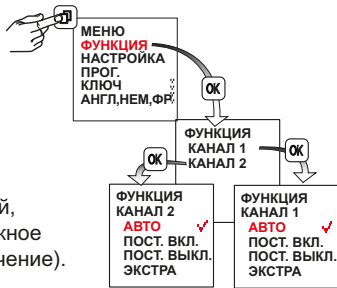 МЕНЮ
ФУНКЦИЯ
НАСТРОЙКА
ПРОГ.
КЛЮЧ
АНГЛ,НЕМ,ФР,
OK
ФУНКЦИЯ
КАНАЛ 1
КАНАЛ 2
OK
OK
ФУНКЦИЯ
КАНАЛ 2
АВТО
ПОСТ. ВКЛ.
ПОСТ. ВЫКЛ.
ЭКСТРА
ФУНКЦИЯ
КАНАЛ 1
АВТО
ПОСТ. ВКЛ.
ПОСТ. ВЫКЛ.
ЭКСТРА
й,
жное
чение).